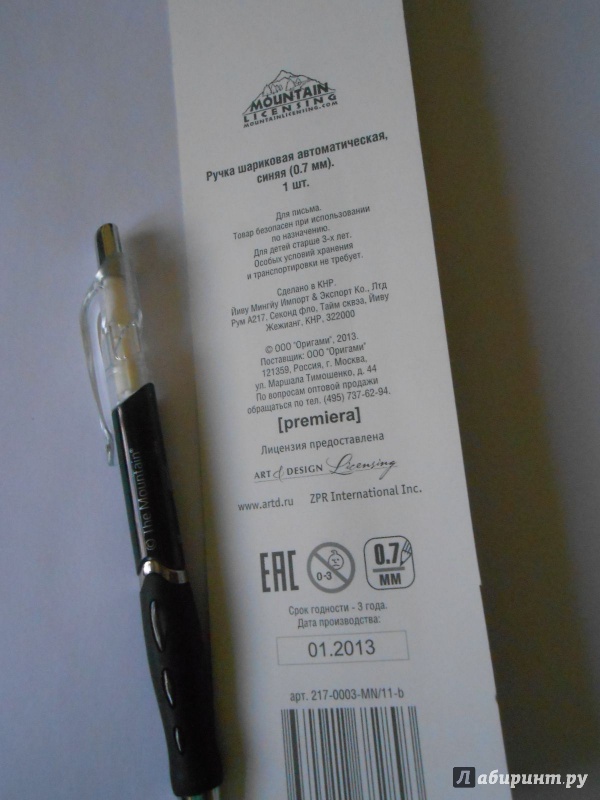 MOUNTAIN
LICENSING
MOUNTAINLICENSING.COM
Ручка шариковая автоматическая,
синяя (0.7 мм).
1 шт.
Для письма.
Товар безопасен при использовании
по назначению.
Для детей старше 3-х лет.
Особых условий хранения
и транспортировки не требует.
Сделано в КНР.
Йиву Мингйу Импорт & Экспорт Ко., Лтд
Рум А217, Секонд фло, Тайм сквэа, Йиву
Жежианг, КНР, 322000
© ООО "Оригами", 2013.
Поставщик: ООО "Оригами"
121359, Россия, г. Москва,
ул. Маршала Тимошенко, д. 44
По вопросам оптовой продажи
обращаться по тел. (495) 737-62-94.
[premiera]
Лицензия предоставлена
ART & DESIGN Licensing
www.artd.ru ZPR International Inc.
EAC 0-3 0.7 мм
Срок годности - 3 года.
Дата производства:
01.2013
арт. 217-0003-MN/11-b
© The Mountain®
Лабиринт.ру